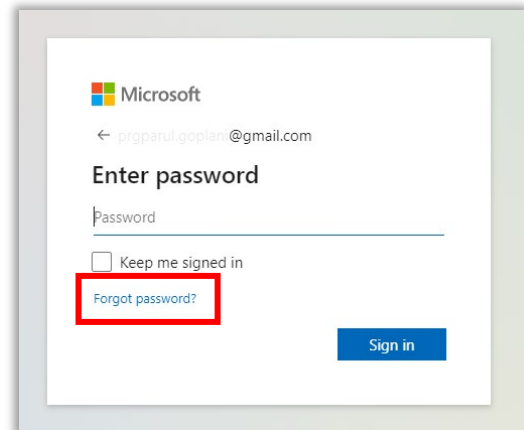 Microsoft
← @gmail.com
Enter password
Password
Keep me signed in
Forgot password?
Sign in